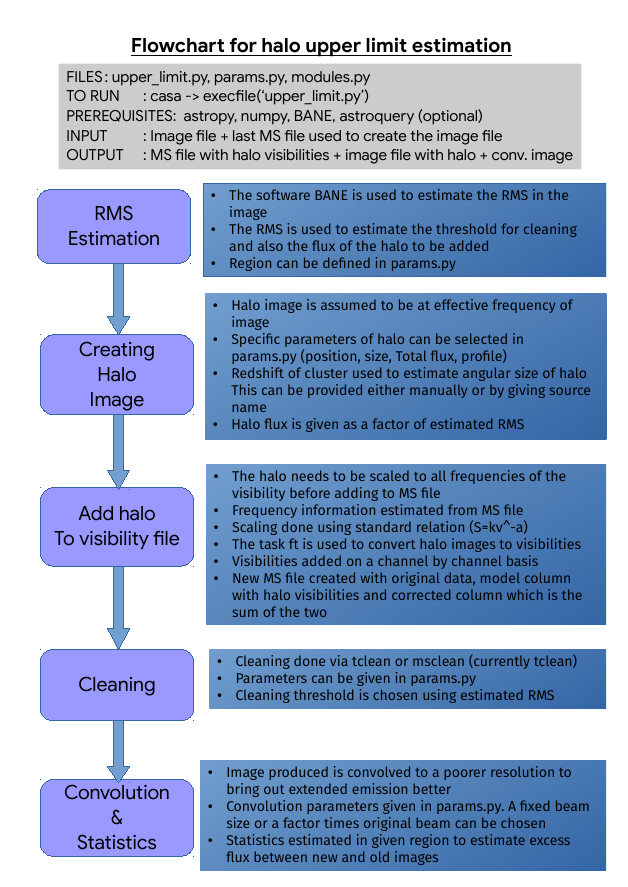 Flowchart for halo upper limit estimation
FILES : upper_limit.py, params.py, modules.py
TO RUN : casa -> execfile(‘upper_limit.py’)
PREREQUISITES: astropy, numpy, BANE, astroquery (optional)
INPUT : Image file + last MS file used to create the image file
OUTPUT : MS file with halo visibilities + image file with halo + conv. image
RMS
Estimation
• The software BANE is used to estimate the RMS in the
image
• The RMS is used to estimate the threshold for cleaning
and also the flux of the halo to be added
• Region can be defined in params.py
Creating
Halo
Image
• Halo image is assumed to be at effective frequency of
image
• Specific parameters of halo can be selected in
params.py (position, size, Total flux, profile)
• Redshift of cluster used to estimate angular size of halo
This can be provided either manually or by giving source
name
• Halo flux is given as a factor of estimated RMS
Add halo
To visibility file
• The halo needs to be scaled to all frequencies of the
visibility before adding to MS file
• Frequency information estimated from MS file
• Scaling done using standard relation (S=kv^-a)
• The task ft is used to convert halo images to visibilities
• Visibilities added on a channel by channel basis
• New MS file created with original data, model column
with halo visibilities and corrected column which is the
sum of the two
Cleaning
• Cleaning done via tclean or msclean (currently tclean)
• Parameters can be given in params.py
• Cleaning threshold is chosen using estimated RMS
Convolution
&
Statistics
• Image produced is convolved to a poorer resolution to
bring out extended emission better
• Convolution parameters given in params.py. A fixed beam
size or a factor times original beam can be chosen
• Statistics estimated in given region to estimate excess
flux between new and old images